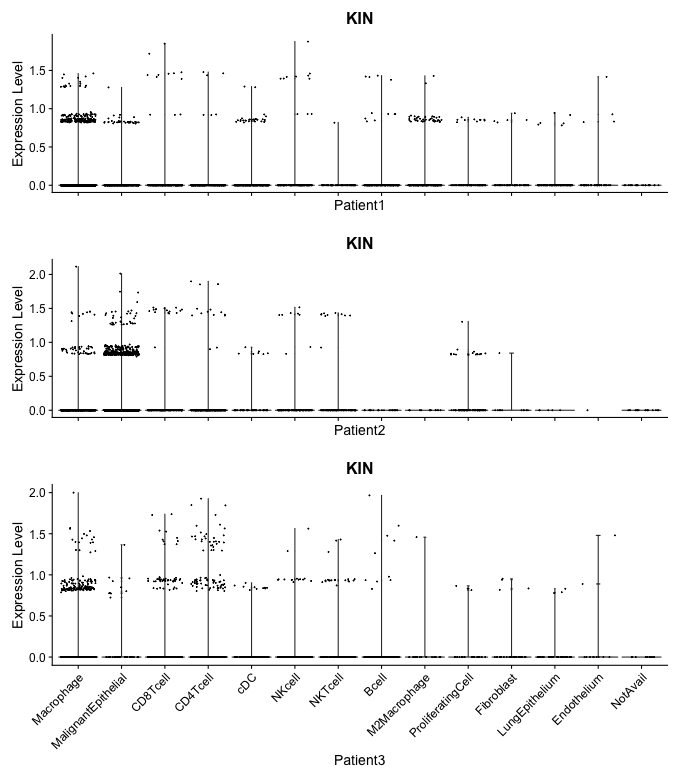 KIN
Expression Level
1.5
1.0
0.5
0.0
Patient1
KIN
Expression Level
2.0
1.5
1.0
0.5
0.0
Patient2
KIN
Expression Level
2.0
1.5
1.0
0.5
0.0
Macrophage
MalignantEpithelial
CD8Tcell
CD4Tcell
cDC
NKcell
NKTcell
Bcell
M2Macrophage
ProliferatingCell
Fibroblast
LungEpithelium
Endothelium
NotAvail
Patient3